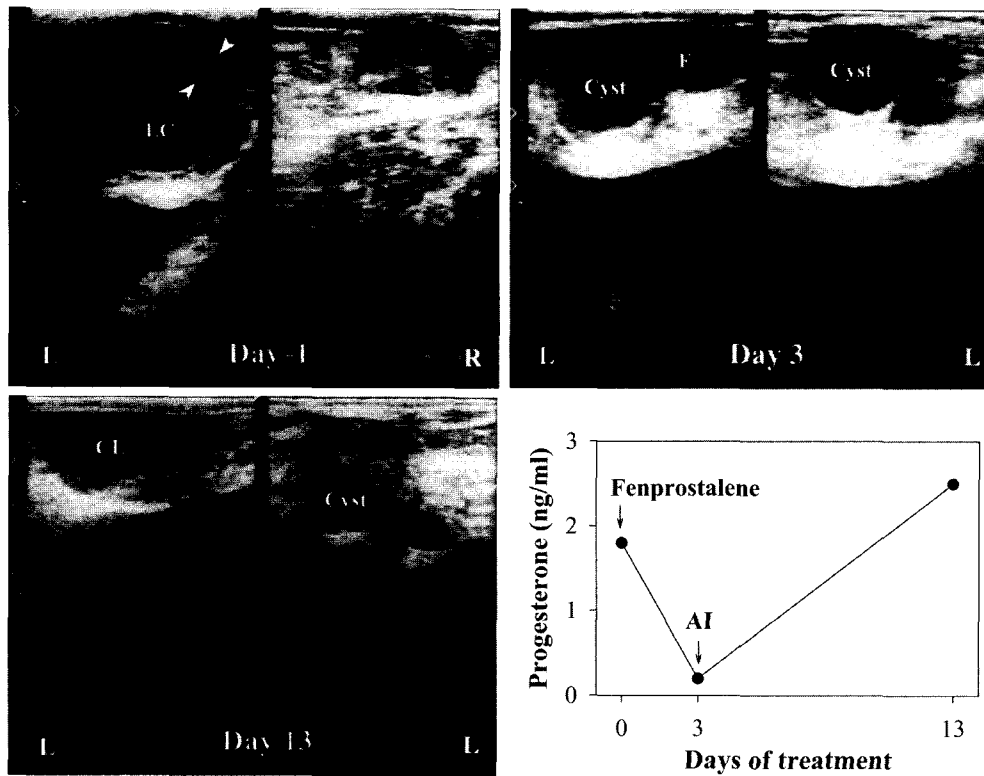 LC
L
Day -1
R
Cyst
F
Cyst
L
Day 3
L
CL
Cyst
L
Day 13
L
3
2
1
0
Progesterone (ng/ml)
Fenprostalene
AI
0
3
13
Days of treatment